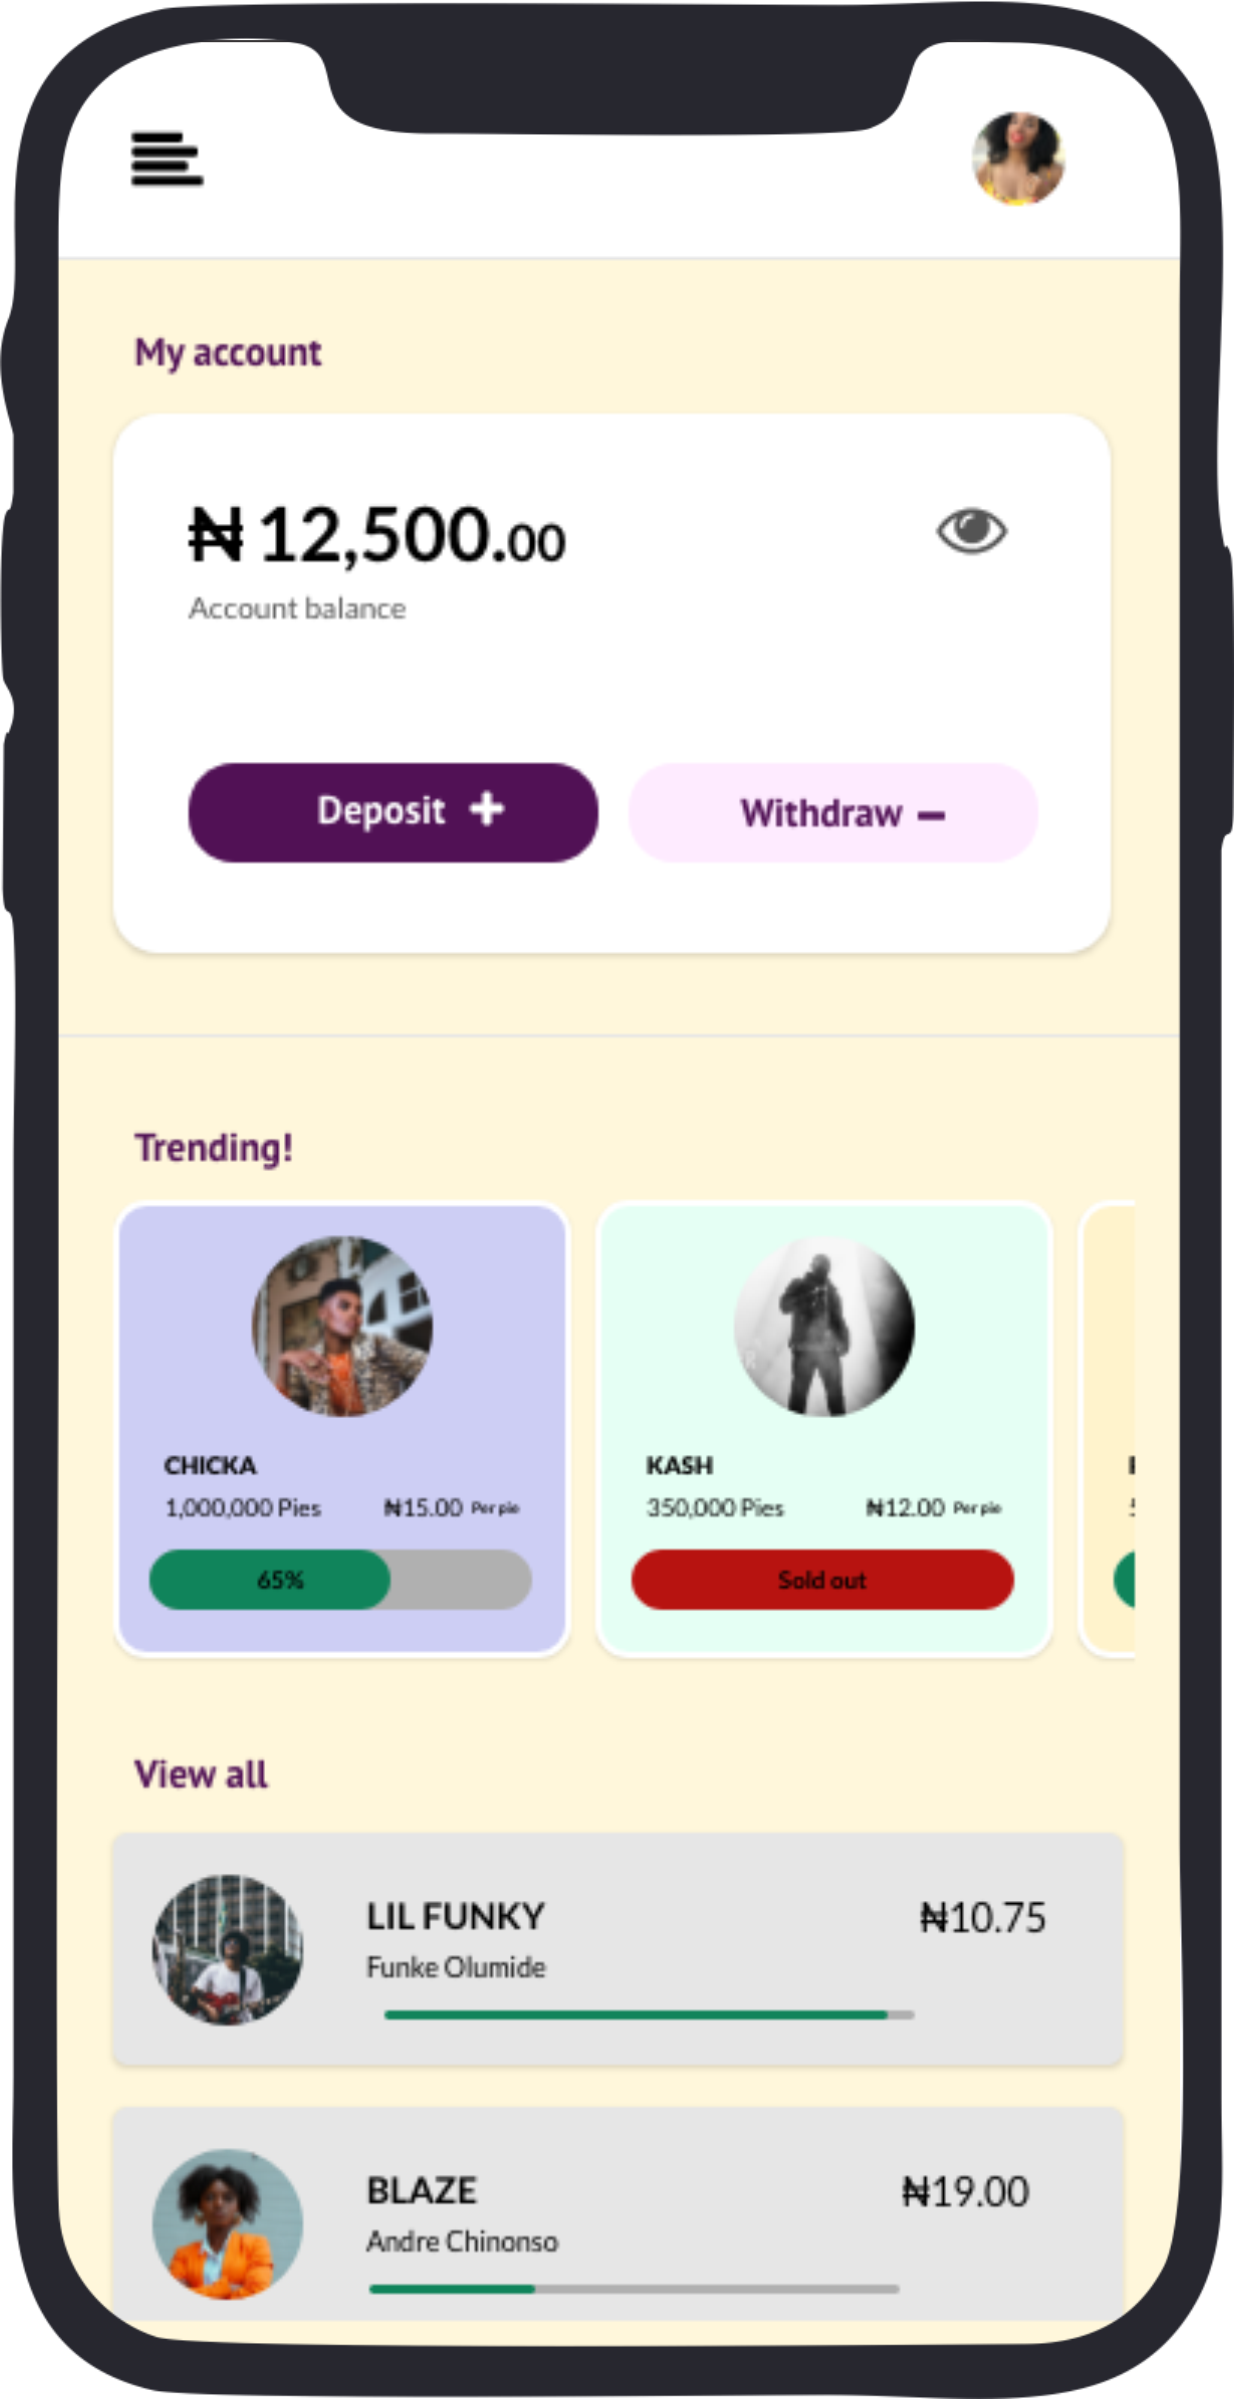 My account
₦ 12,500.00
Account balance
Deposit +
Withdraw −
Trending!
CHICKA
1,000,000 Pies ₦15.00 Per pie
65%
KASH
350,000 Pies ₦12.00 Per pie
Sold out
View all
LIL FUNKY ₦10.75
Funke Olumide
BLAZE ₦19.00
Andre Chinonso